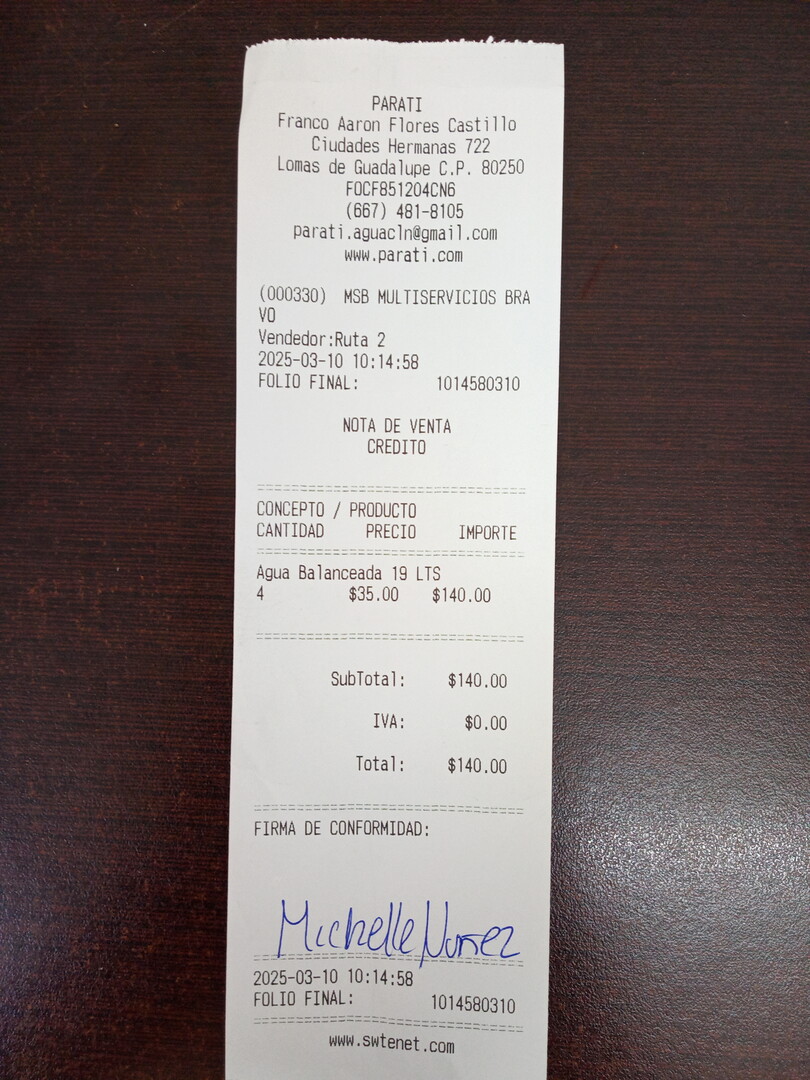 PARATI
Franco Aaron Flores Castillo
Ciudades Hermanas 722
Lomas de Guadalupe C.P. 80250
FOCF851204CN6
(667) 481-8105
parati.aguacln@gmail.com
www.parati.com
(000330) MSB MULTISERVICIOS BRA
VO
Vendedor:Ruta 2
2025-03-10 10:14:58
FOLIO FINAL: 1014580310
NOTA DE VENTA
CREDITO
CONCEPTO / PRODUCTO
CANTIDAD PRECIO IMPORTE
Agua Balanceada 19 LTS
4 $35.00 $140.00
SubTotal: $140.00
IVA: $0.00
Total: $140.00
FIRMA DE CONFORMIDAD:
Michelle Nuñez
2025-03-10 10:14:58
FOLIO FINAL: 1014580310
www.swtenet.com